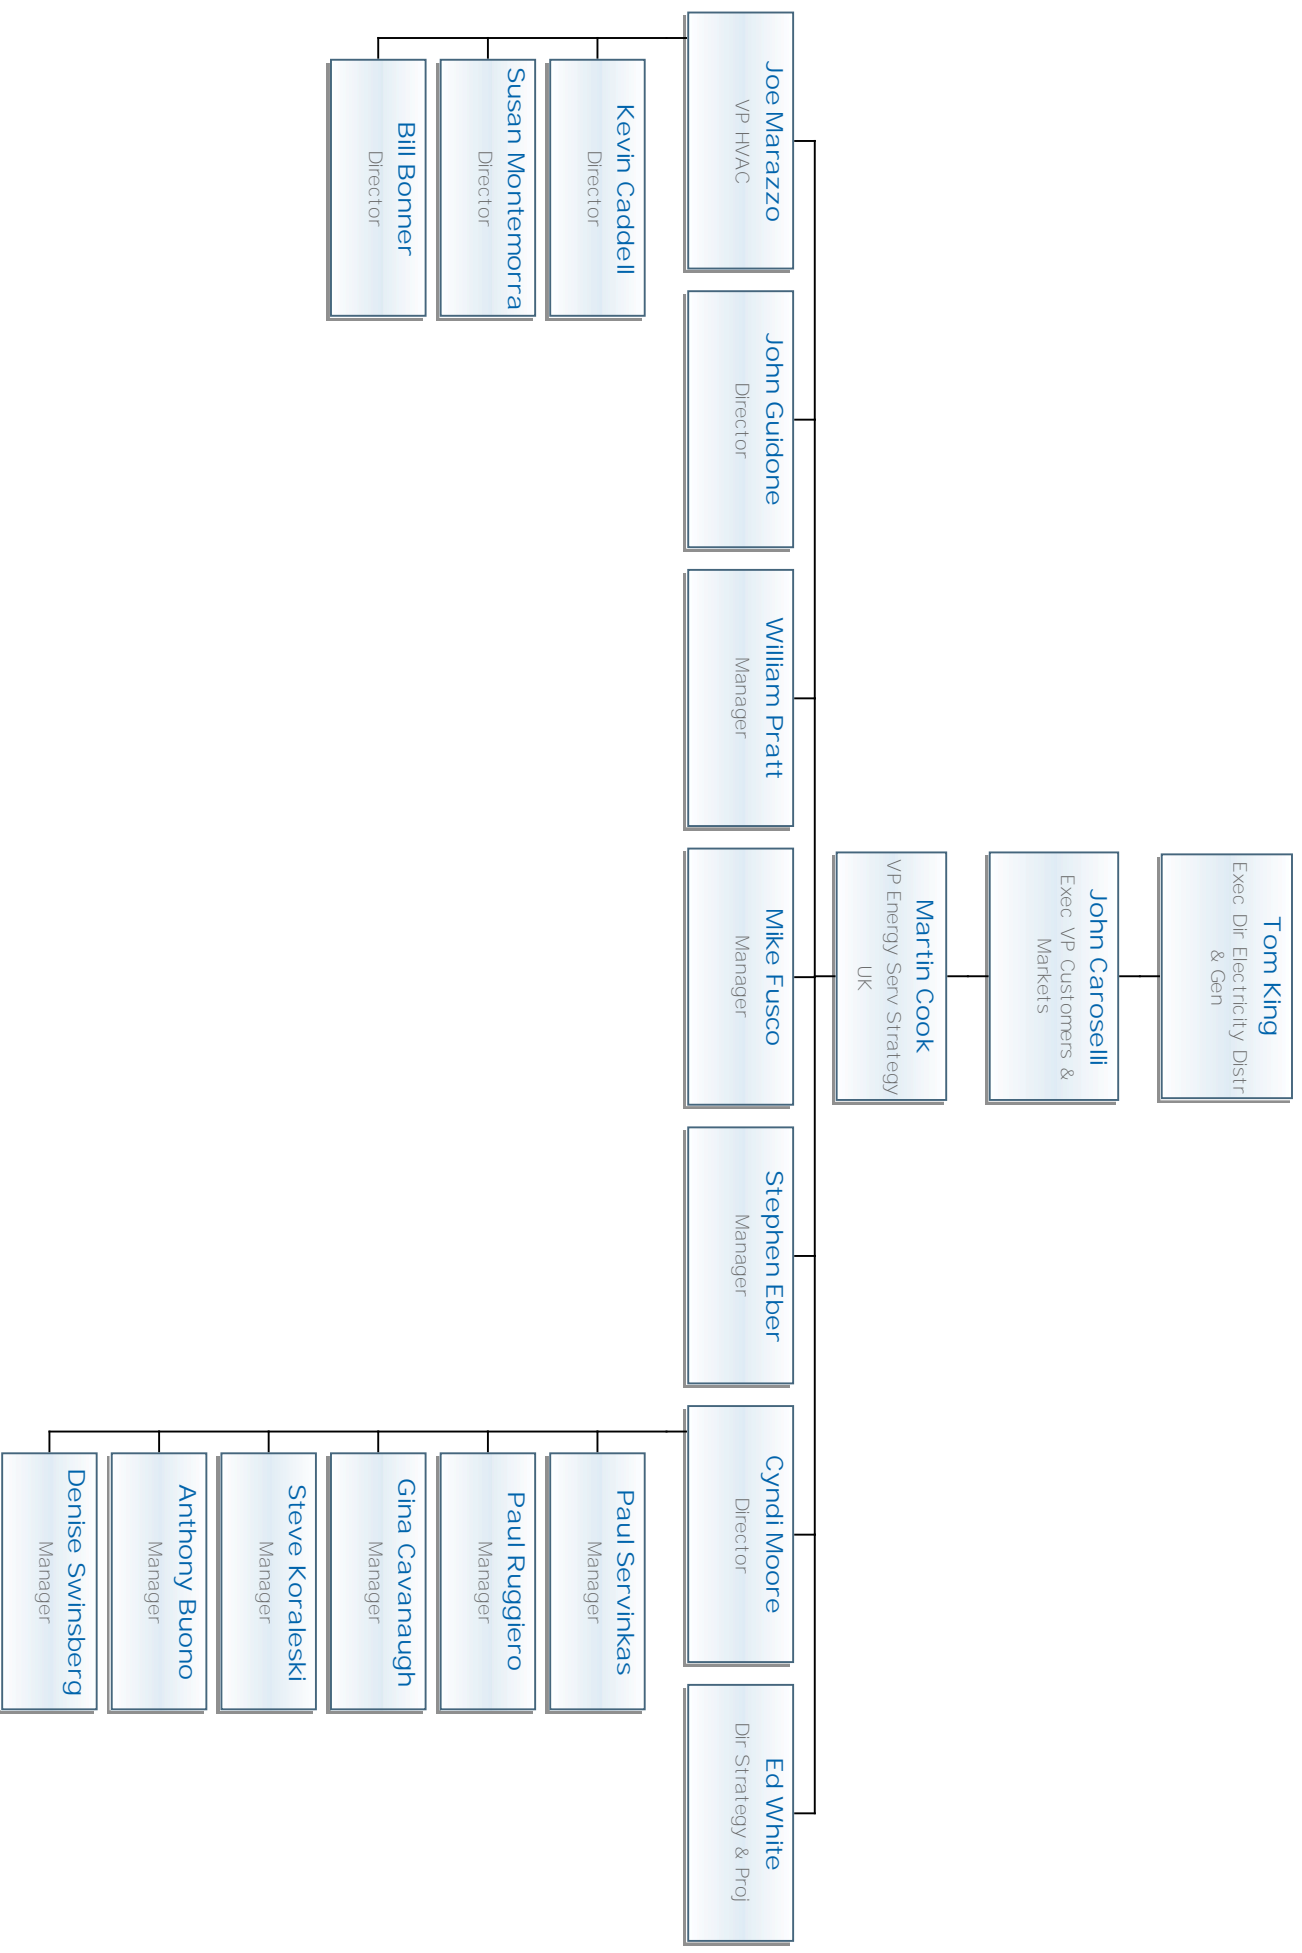 Tom King
Exec Dir Electricity Distr
& Gen
John Caroselli
Exec VP Customers &
Markets
Martin Cook
VP Energy Serv Strategy
UK
Joe Marazzo
VP HVAC
John Guidone
Director
William Pratt
Manager
Mike Fusco
Manager
Stephen Eber
Manager
Cyndi Moore
Director
Ed White
Dir Strategy & Proj
Kevin Caddell
Director
Susan Montemorra
Director
Bill Bonner
Director
Paul Servinkas
Manager
Paul Ruggiero
Manager
Gina Cavanaugh
Manager
Steve Koraleski
Manager
Anthony Buono
Manager
Denise Swinsberg
Manager